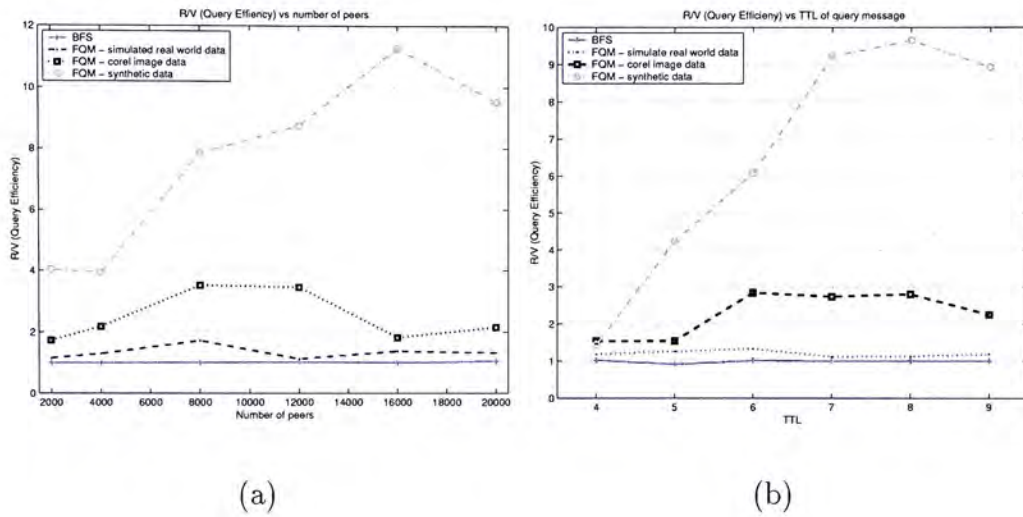 R/V (Query Effiency) vs number of peers
12
10
8
6
4
2
0
R/V (Query Efficiency)
BFS
FQM – simulated real world data
FQM – corel image data
FQM – synthetic data
2000 4000 6000 8000 10000 12000 14000 16000 18000 20000
Number of peers
(a)
R/V (Query Efficieny) vs TTL of query message
10
9
8
7
6
5
4
3
2
1
0
R/V (Query Efficiency)
BFS
FQM – simulate real world data
FQM – corel image data
FQM – synthetic data
4 5 6 7 8 9
TTL
(b)